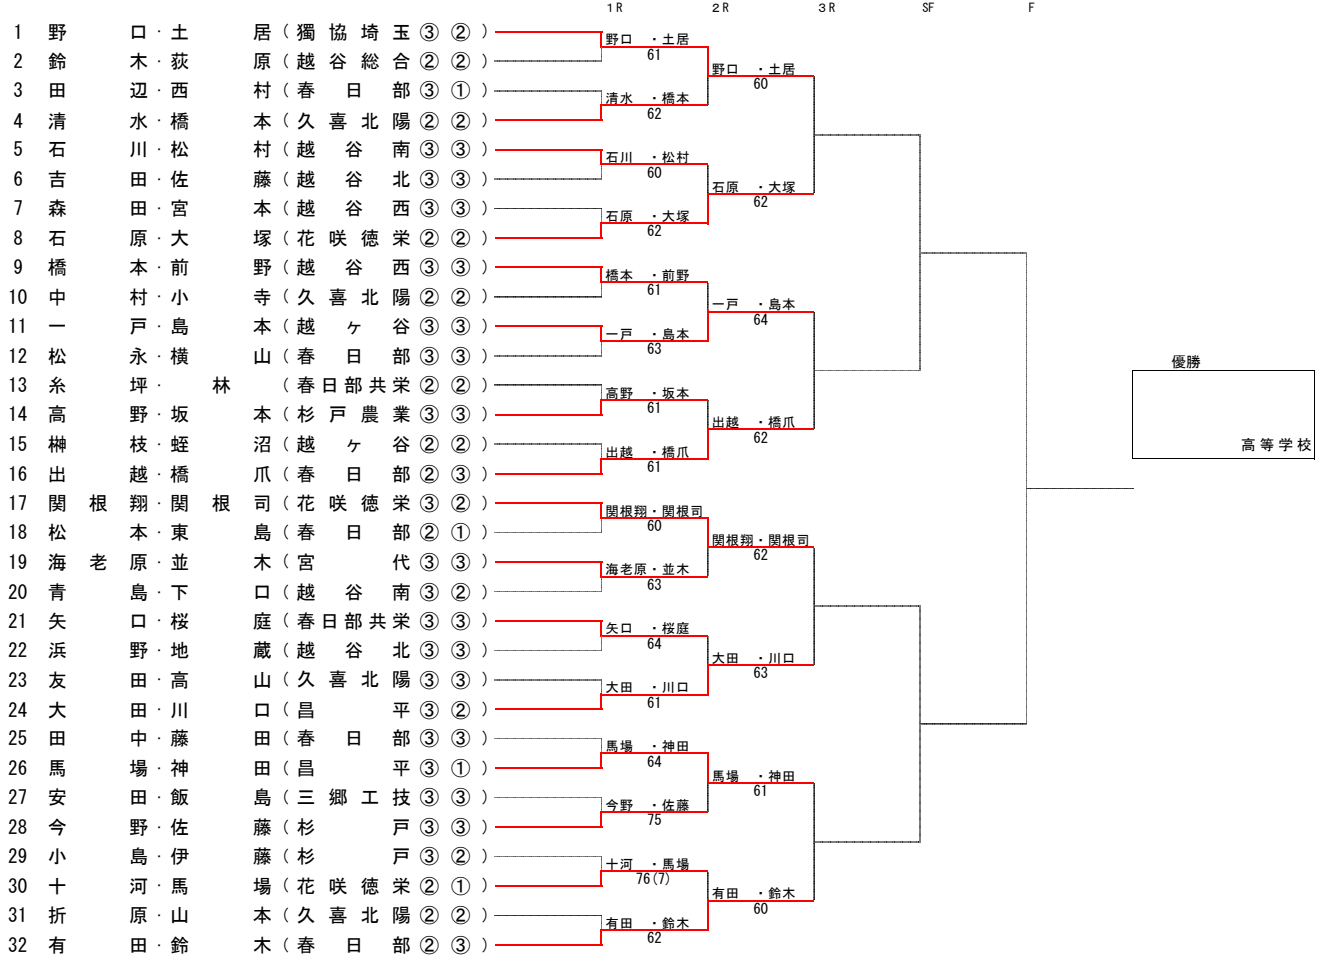 1R 2R 3R SF F
1 野口・土居（獨協埼玉③②）
2 鈴木・荻原（越谷総合②②）
3 田辺・西村（春日部③①）
4 清水・橋本（久喜北陽②②）
5 石川・松村（越谷南③③）
6 吉田・佐藤（越谷北③③）
7 森田・宮本（越谷西③③）
8 石原・大塚（花咲徳栄②②）
9 橋本・前野（越谷西③③）
10 中村・小寺（久喜北陽②②）
11 一戸・島本（越ヶ谷③③）
12 松永・横山（春日部③③）
13 糸坪・林（春日部共栄②②）
14 高野・坂本（杉戸農業③③）
15 榊枝・蛭沼（越ヶ谷②②）
16 出越・橋爪（春日部②③）
17 関根翔・関根司（花咲徳栄③②）
18 松本・東島（春日部②①）
19 海老原・並木（宮代③③）
20 青島・下口（越谷南③②）
21 矢口・桜庭（春日部共栄③③）
22 浜野・地蔵（越谷北③③）
23 友田・高山（久喜北陽③③）
24 大田・川口（昌平③②）
25 田中・藤田（春日部③③）
26 馬場・神田（昌平③①）
27 安田・飯島（三郷工技③③）
28 今野・佐藤（杉戸③③）
29 小島・伊藤（杉戸③②）
30 十河・馬場（花咲徳栄②①）
31 折原・山本（久喜北陽②②）
32 有田・鈴木（春日部②③）
野口・土居
61
清水・橋本
62
石川・松村
60
石原・大塚
62
橋本・前野
61
一戸・島本
63
高野・坂本
61
出越・橋爪
61
関根翔・関根司
60
海老原・並木
63
矢口・桜庭
64
大田・川口
61
馬場・神田
64
今野・佐藤
75
十河・馬場
76(7)
有田・鈴木
62
野口・土居
60
石原・大塚
62
一戸・島本
64
出越・橋爪
62
関根翔・関根司
62
大田・川口
63
馬場・神田
61
有田・鈴木
60
優勝
高等学校